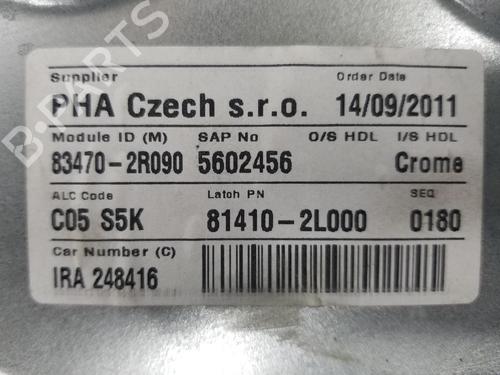 Supplier Order Date
PHA Czech s.r.o. 14/09/2011
Module ID (M) SAP No O/S HDL I/S HDL
83470-2R090 5602456 Crome
ALC Code Latch PN SEQ
C05 S5K 81410-2L000 0180
Car Number (C)
IRA 248416
B-PARTS